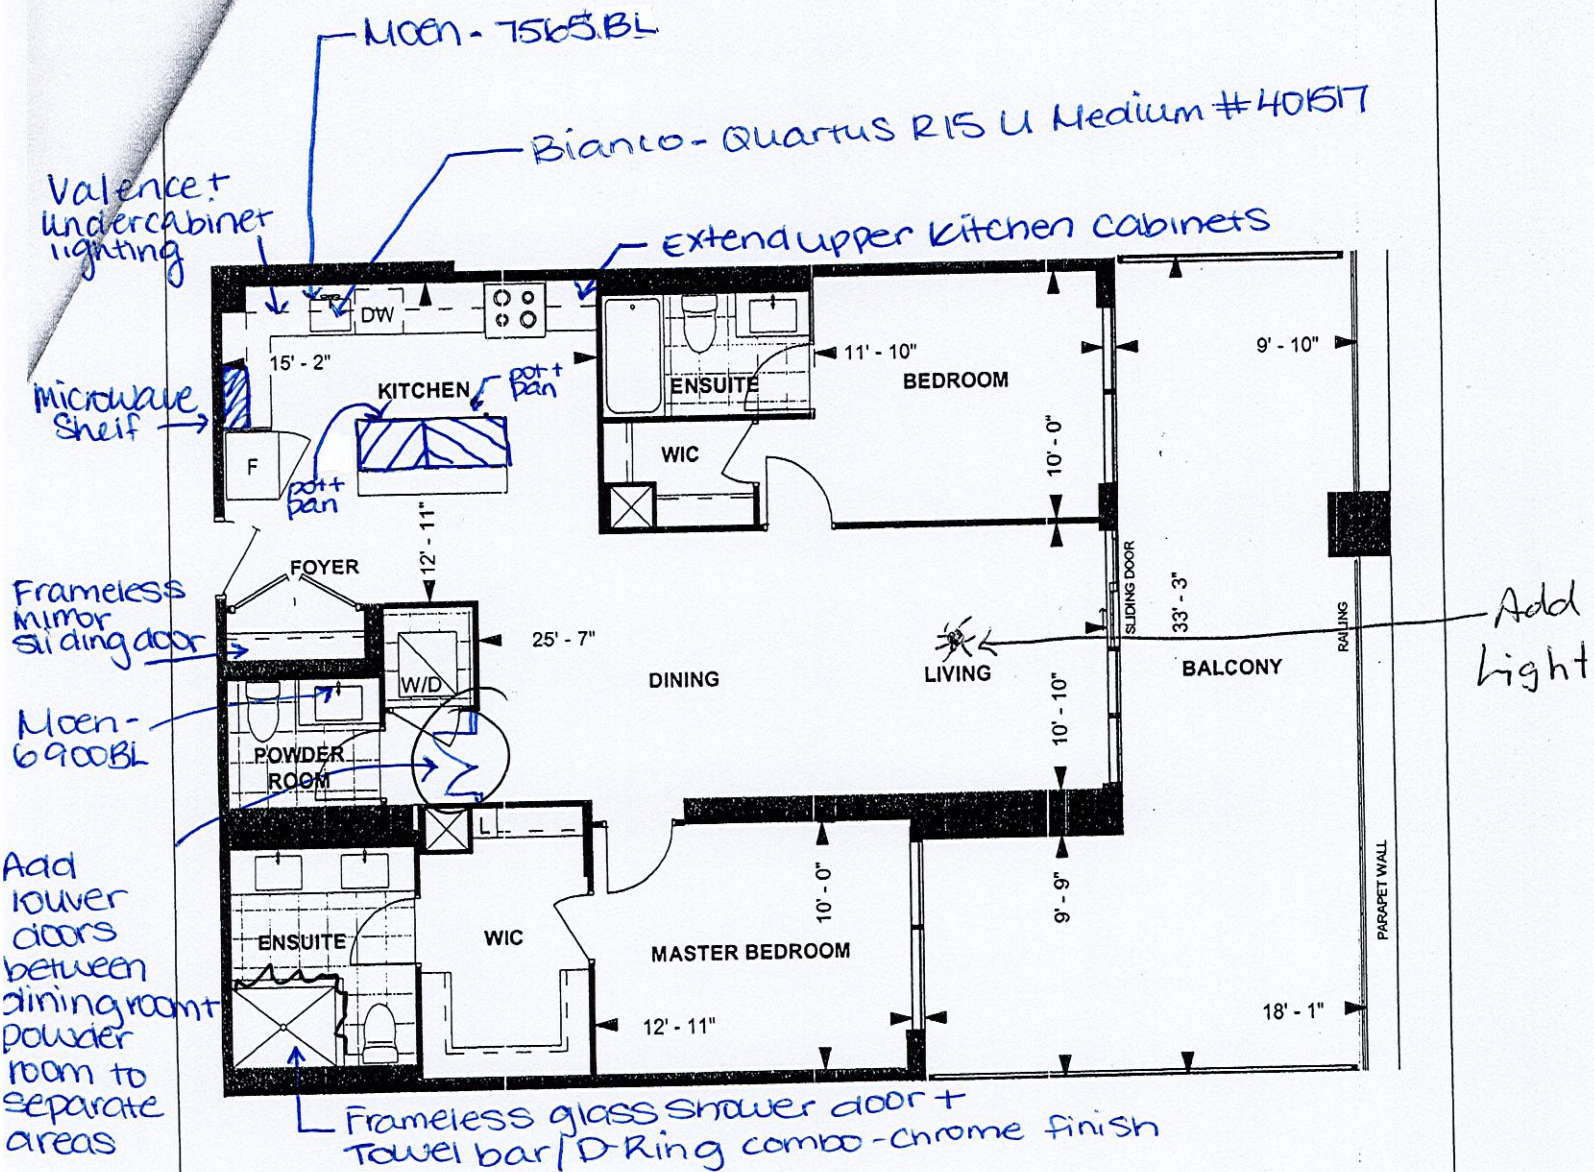 Moen - 7565BL
Bianco - Quartus R15 U Medium #401517
Valence +
undercabinet
lighting
Extend upper kitchen cabinets
DW
15' - 2"
KITCHEN
pot +
pan
Microwave
Shelf
F
pot +
pan
12' - 11"
ENSUITE
11' - 10"
BEDROOM
9' - 10"
WIC
10' - 0"
FOYER
Frameless
mirror
sliding door
W/D
25' - 7"
DINING
LIVING
SLIDING DOOR
33' - 3"
BALCONY
RAILING
Add
Light
Moen -
6900BL
POWDER
ROOM
10' - 10"
L
Add
louver
doors
between
dining room +
powder
room to
separate
areas
ENSUITE
WIC
10' - 0"
MASTER BEDROOM
12' - 11"
9' - 9"
PARAPET WALL
18' - 1"
Frameless glass shower door +
Towel bar / D-Ring combo - chrome finish